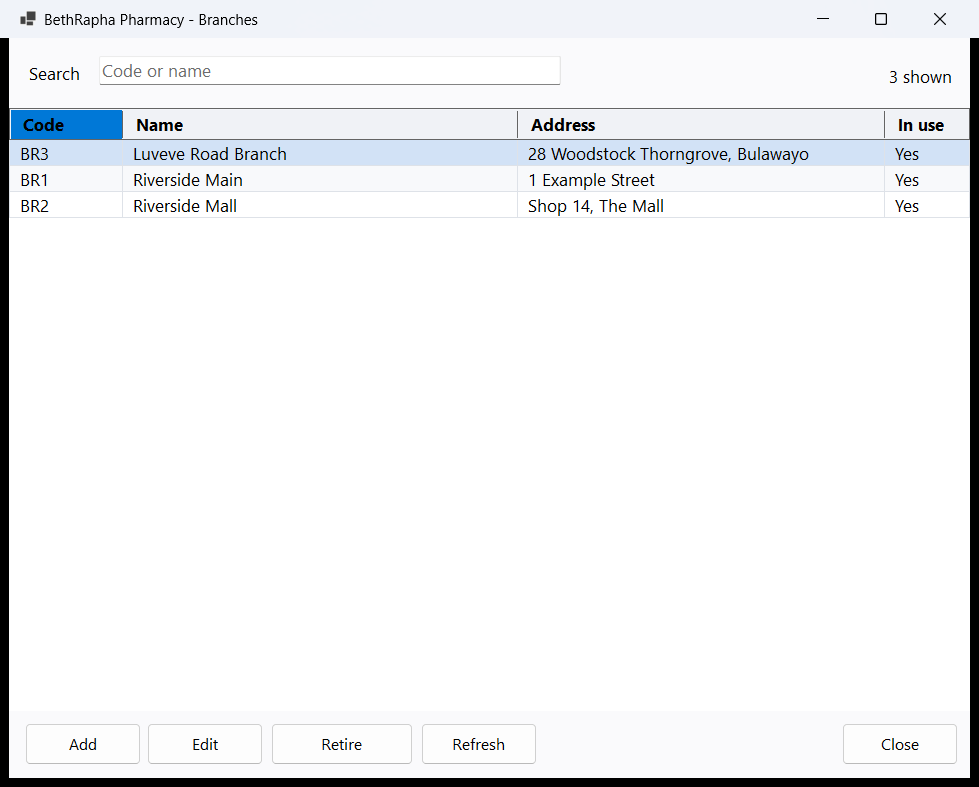 BethRapha Pharmacy - Branches
Search Code or name 3 shown
Code Name Address In use
BR3 Luveve Road Branch 28 Woodstock Thorngrove, Bulawayo Yes
BR1 Riverside Main 1 Example Street Yes
BR2 Riverside Mall Shop 14, The Mall Yes
Add Edit Retire Refresh Close